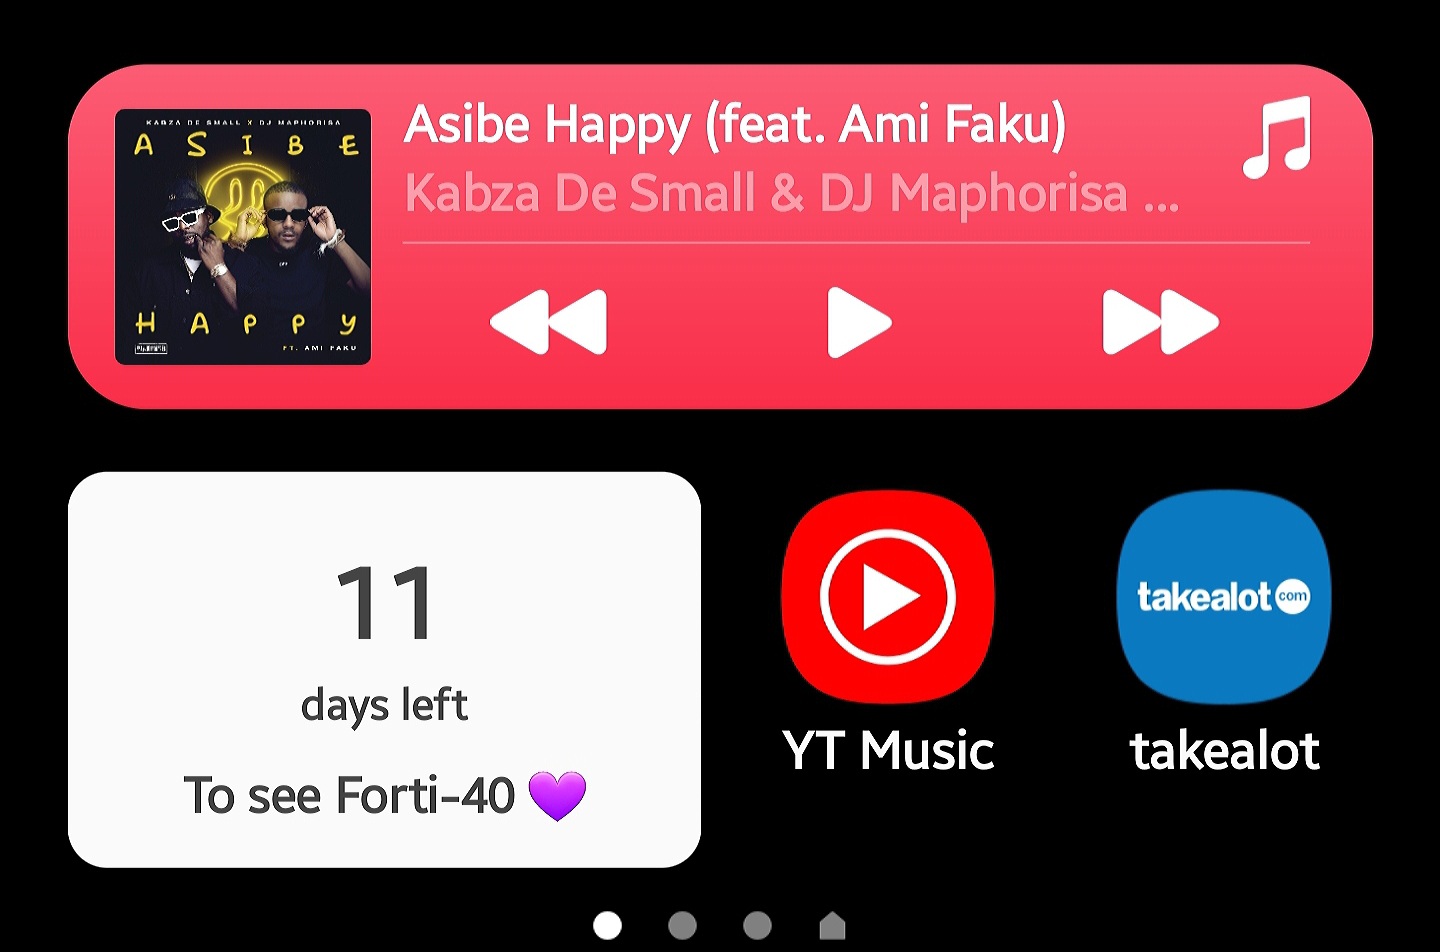 Asibe Happy (feat. Ami Faku)
Kabza De Small & DJ Maphorisa ...
KABZA DE SMALL X DJ MAPHORISA
ASIBE
HAPPY
FT. AMI FAKU
11
days left
To see Forti-40 💜
takealot com
YT Music
takealot